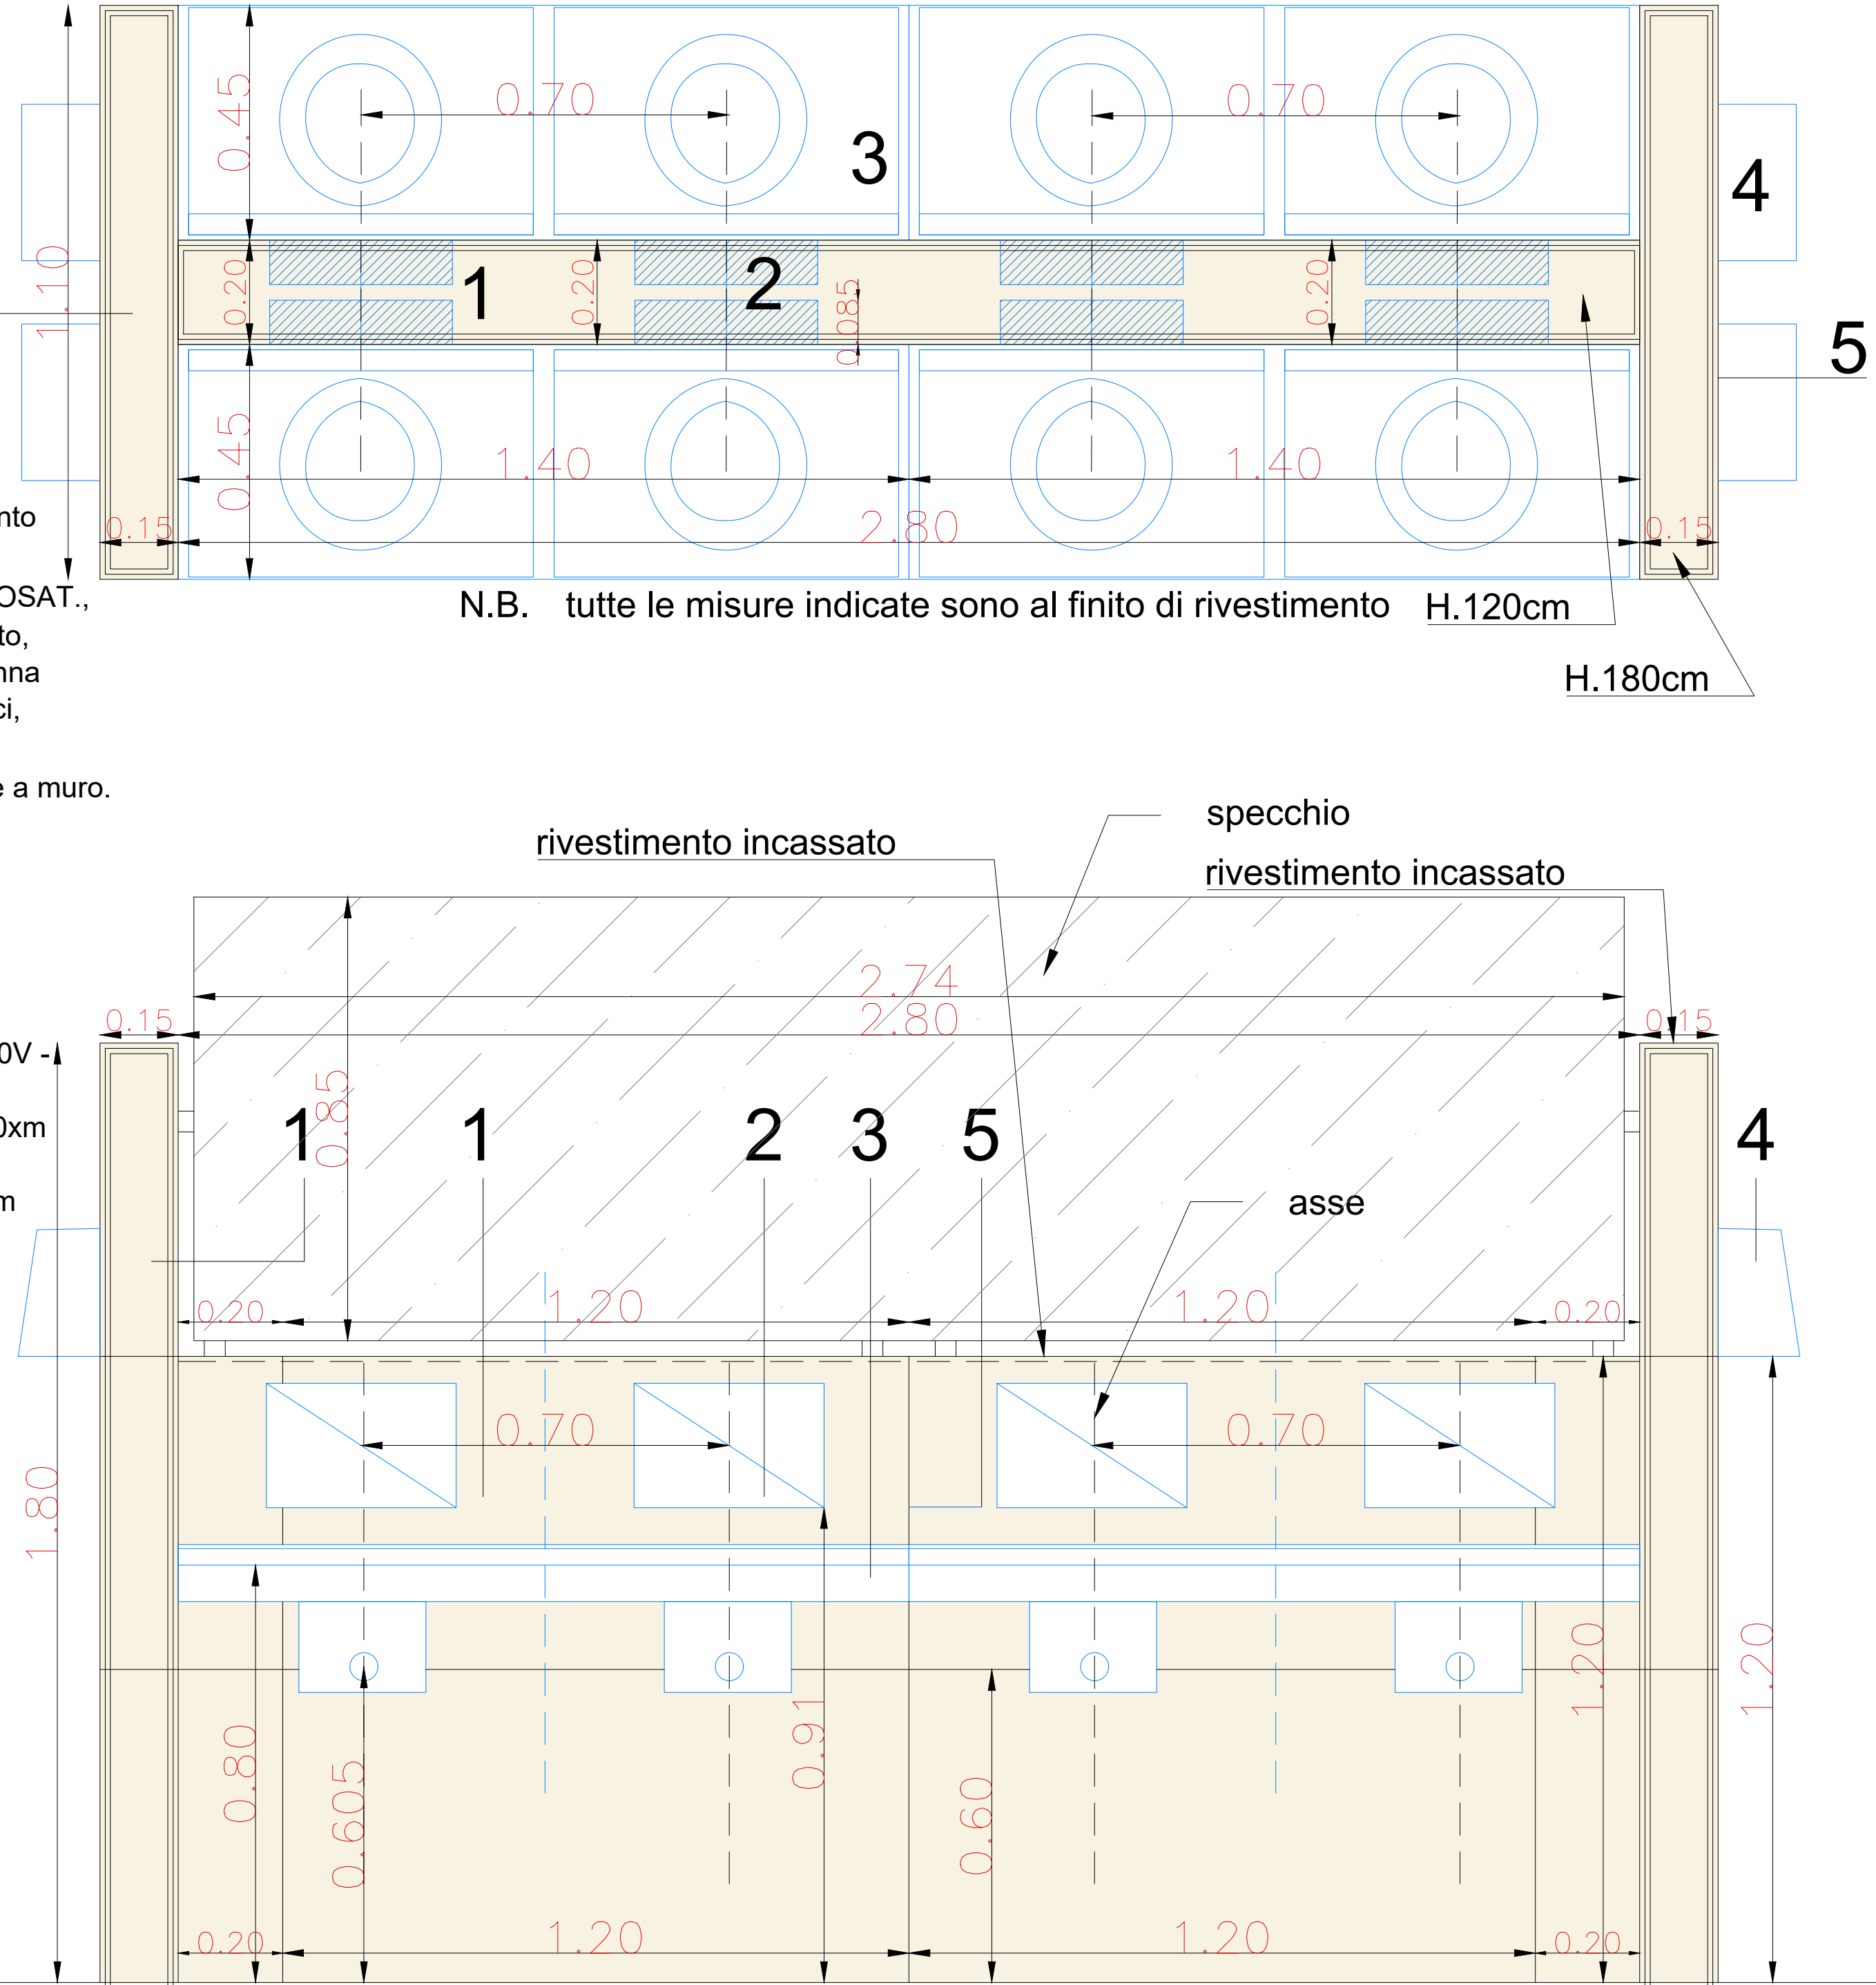 0.45
0.70
0.70
3
4
1.10
0.20
1
0.20
2
0.085
0.20
5
0.45
1.40
1.40
nto
0.15
2.80
0.15
OSAT.,
N.B. tutte le misure indicate sono al finito di rivestimento
H.120cm
to,
nna
H.180cm
ci,
e a muro.
specchio
rivestimento incassato
rivestimento incassato
2.74
0.15
2.80
0.15
0V -
0.85
0xm
1
1
2
3
5
4
m
asse
0.20
1.20
1.20
0.20
0.70
0.70
1.80
1.20
1.20
0.80
0.605
0.91
0.60
0.20
1.20
1.20
0.20